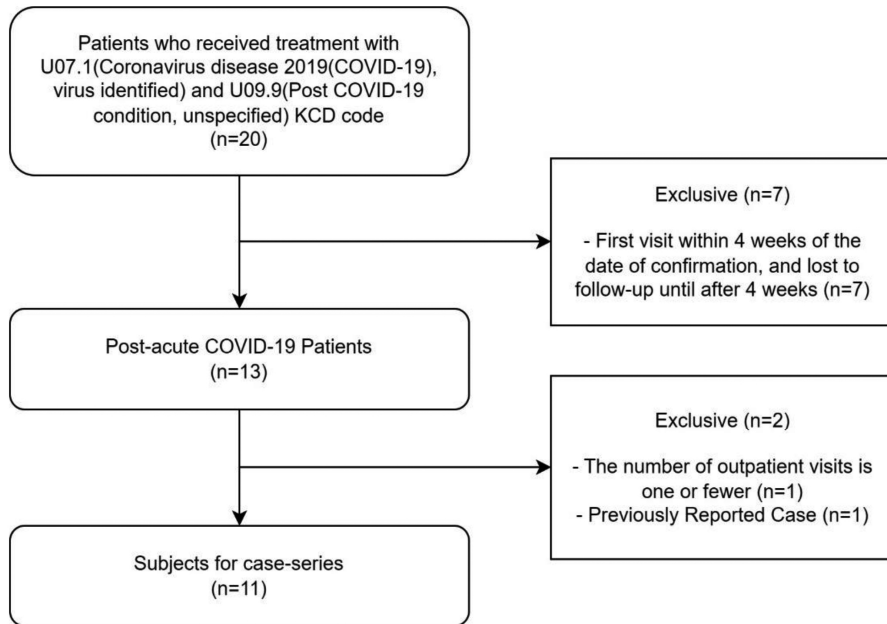 Patients who received treatment with
U07.1(Coronavirus disease 2019(COVID-19),
virus identified) and U09.9(Post COVID-19
condition, unspecified) KCD code
(n=20)
Exclusive (n=7)
- First visit within 4 weeks of the
date of confirmation, and lost to
follow-up until after 4 weeks (n=7)
Post-acute COVID-19 Patients
(n=13)
Exclusive (n=2)
- The number of outpatient visits is
one or fewer (n=1)
- Previously Reported Case (n=1)
Subjects for case-series
(n=11)